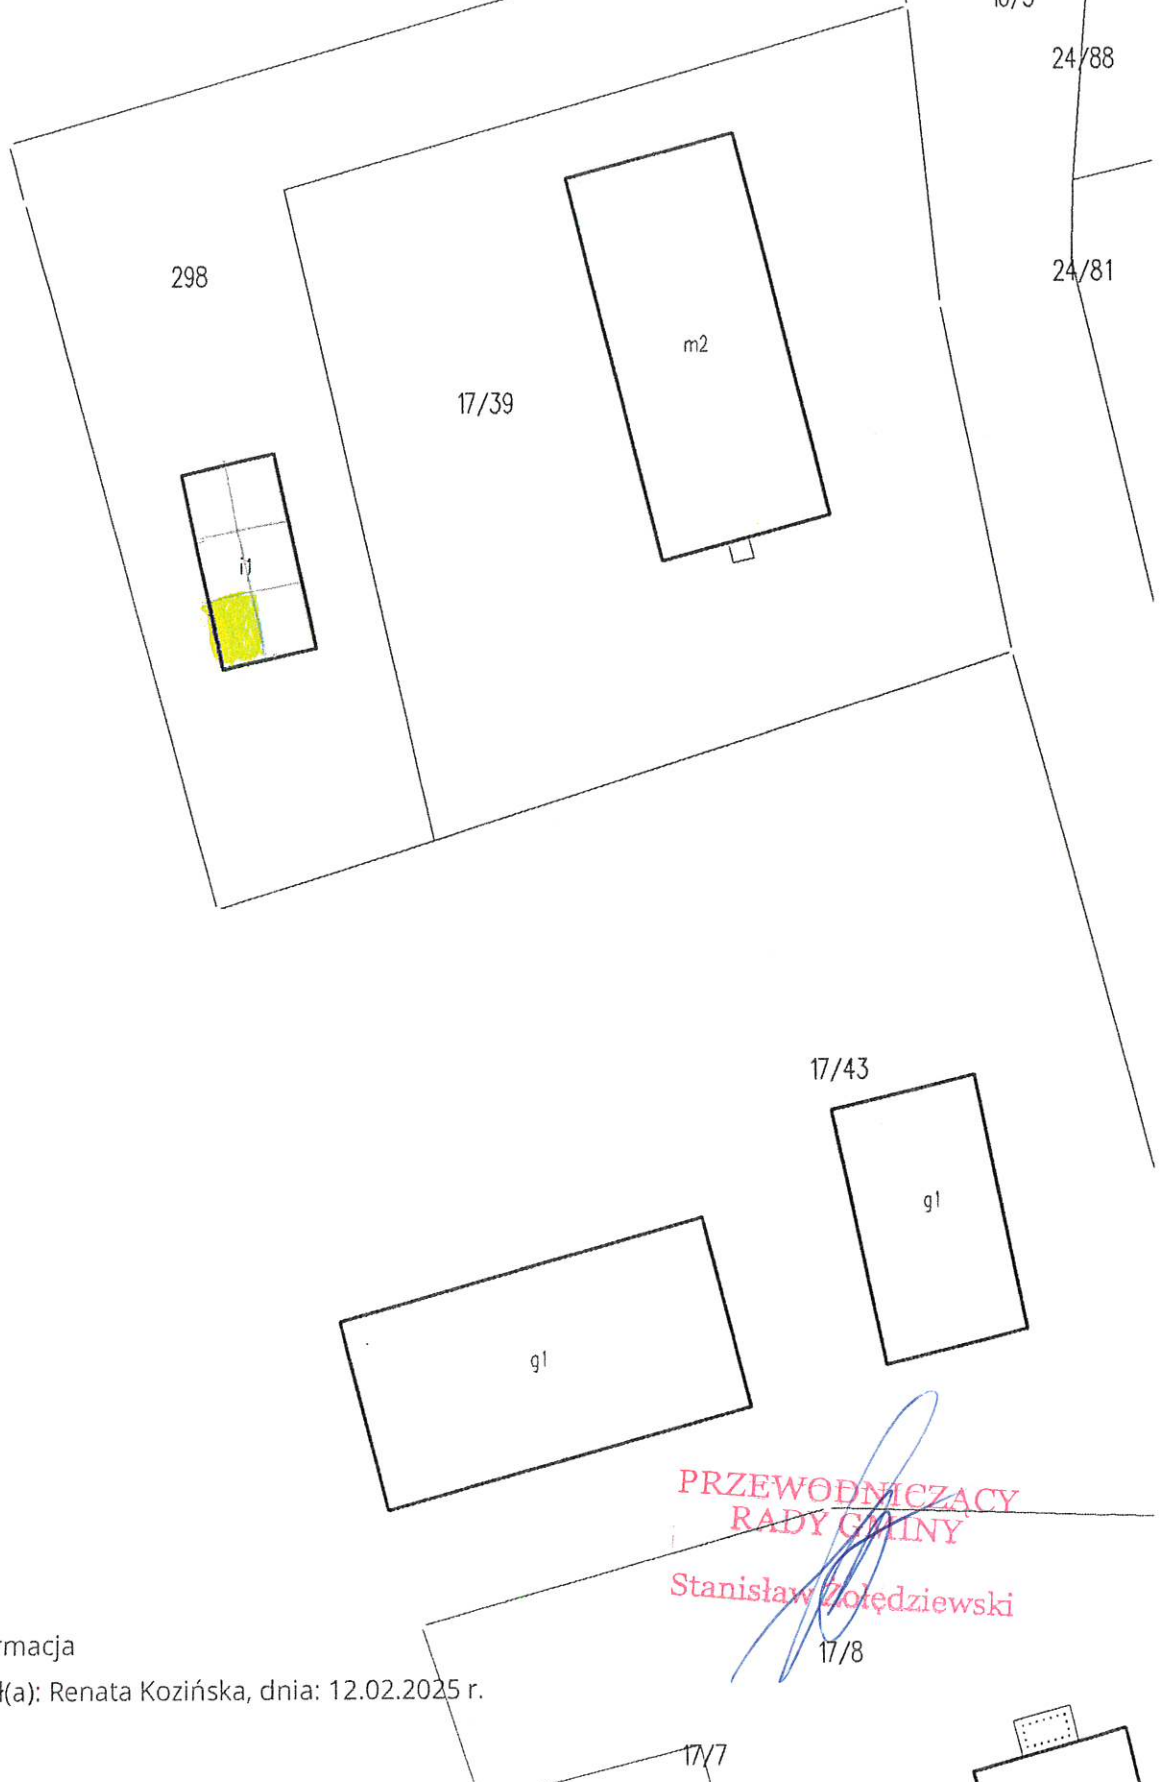 24/88
298
24/81
m2
17/39
i1
17/43
g1
g1
PRZEWODNICZĄCY
RADY GMINY
Stanisław Żołędziewski
rmacja
17/8
ł(a): Renata Kozińska, dnia: 12.02.2025 r.
17/7